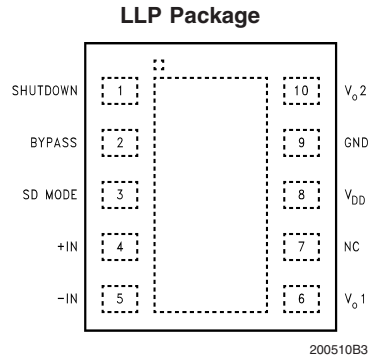 LLP Package
SHUTDOWN 1 10 Vo2
BYPASS 2 9 GND
SD MODE 3 8 VDD
+IN 4 7 NC
-IN 5 6 Vo1
200510B3